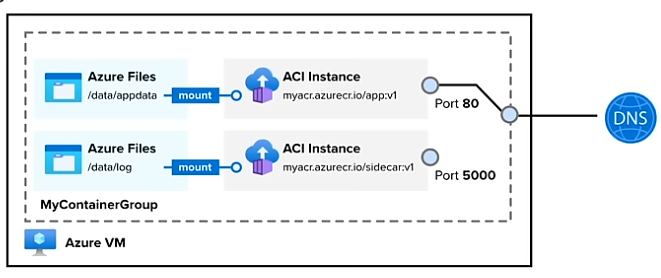 Azure Files
/data/appdata
mount
ACI Instance
myacr.azurecr.io/app:v1
Port 80
DNS
Azure Files
/data/log
mount
ACI Instance
myacr.azurecr.io/sidecar:v1
Port 5000
MyContainerGroup
Azure VM